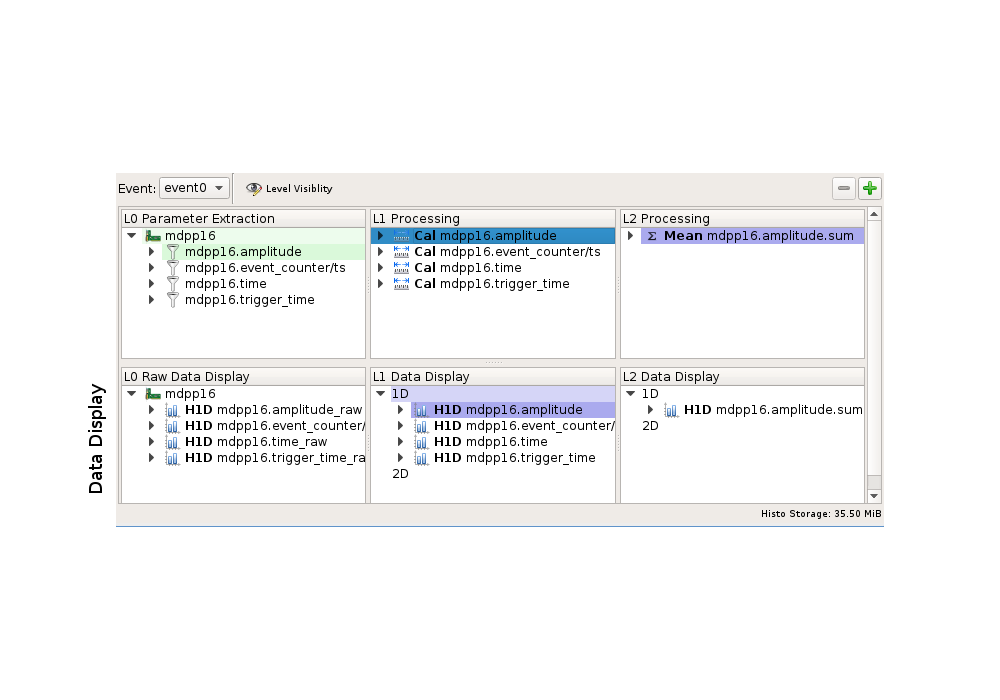 Event: event0 Level Visiblity
L0 Parameter Extraction
mdpp16
mdpp16.amplitude
mdpp16.event_counter/ts
mdpp16.time
mdpp16.trigger_time
L1 Processing
Cal mdpp16.amplitude
Cal mdpp16.event_counter/ts
Cal mdpp16.time
Cal mdpp16.trigger_time
L2 Processing
Σ Mean mdpp16.amplitude.sum
Data Display
L0 Raw Data Display
mdpp16
H1D mdpp16.amplitude_raw
H1D mdpp16.event_counter/
H1D mdpp16.time_raw
H1D mdpp16.trigger_time_ra
L1 Data Display
1D
H1D mdpp16.amplitude
H1D mdpp16.event_counter/
H1D mdpp16.time
H1D mdpp16.trigger_time
2D
L2 Data Display
1D
H1D mdpp16.amplitude.sum
2D
Histo Storage: 35.50 MiB